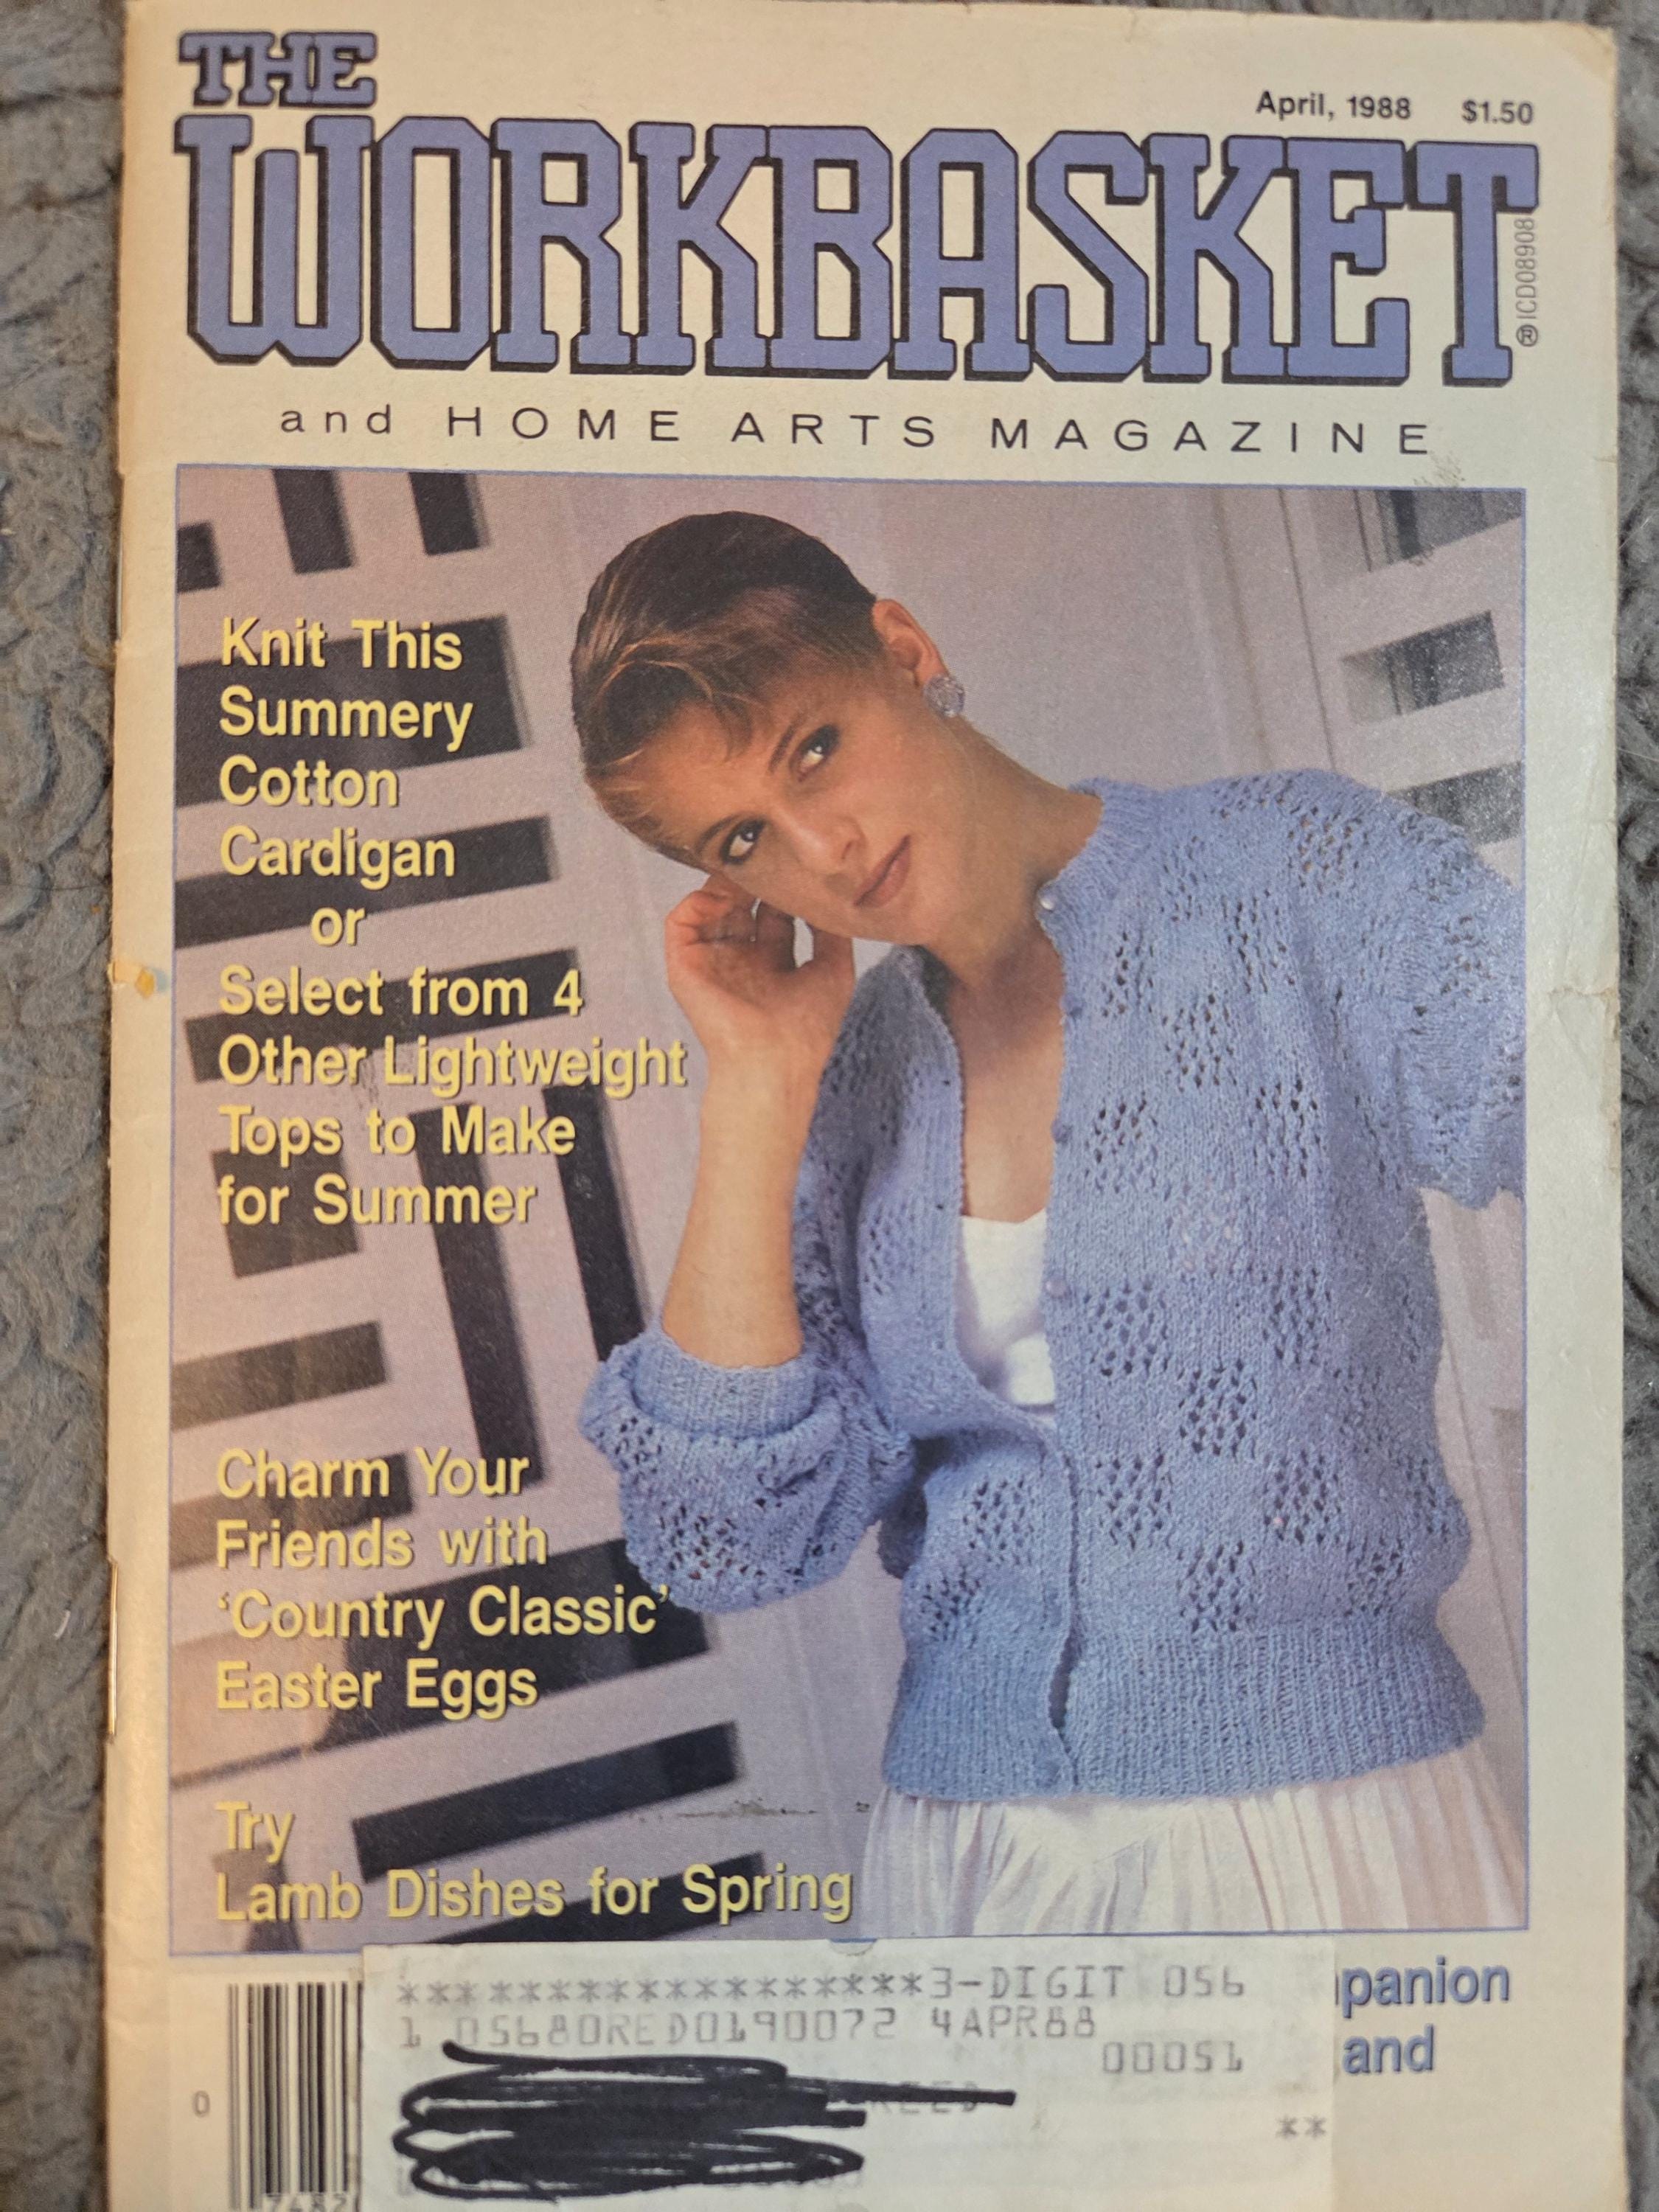 THE
April, 1988 $1.50
WORKBASKET
® ICD08908
and HOME ARTS MAGAZINE
Knit This
Summery
Cotton
Cardigan
or
Select from 4
Other Lightweight
Tops to Make
for Summer
Charm Your
Friends with
‘Country Classic’
Easter Eggs
Try
Lamb Dishes for Spring
panion
and
******************3-DIGIT 056
1 05680RED0190072 4APR88
00051
**
0